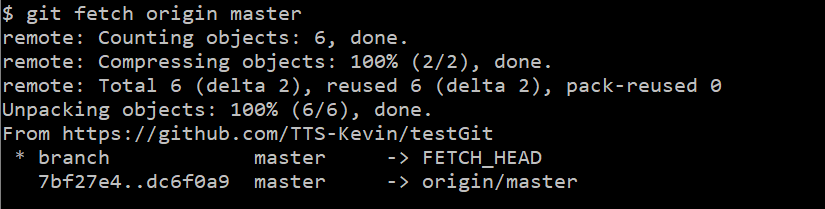 $ git fetch origin master
remote: Counting objects: 6, done.
remote: Compressing objects: 100% (2/2), done.
remote: Total 6 (delta 2), reused 6 (delta 2), pack-reused 0
Unpacking objects: 100% (6/6), done.
From https://github.com/TTS-Kevin/testGit
 * branch            master     -> FETCH_HEAD
   7bf27e4..dc6f0a9  master     -> origin/master